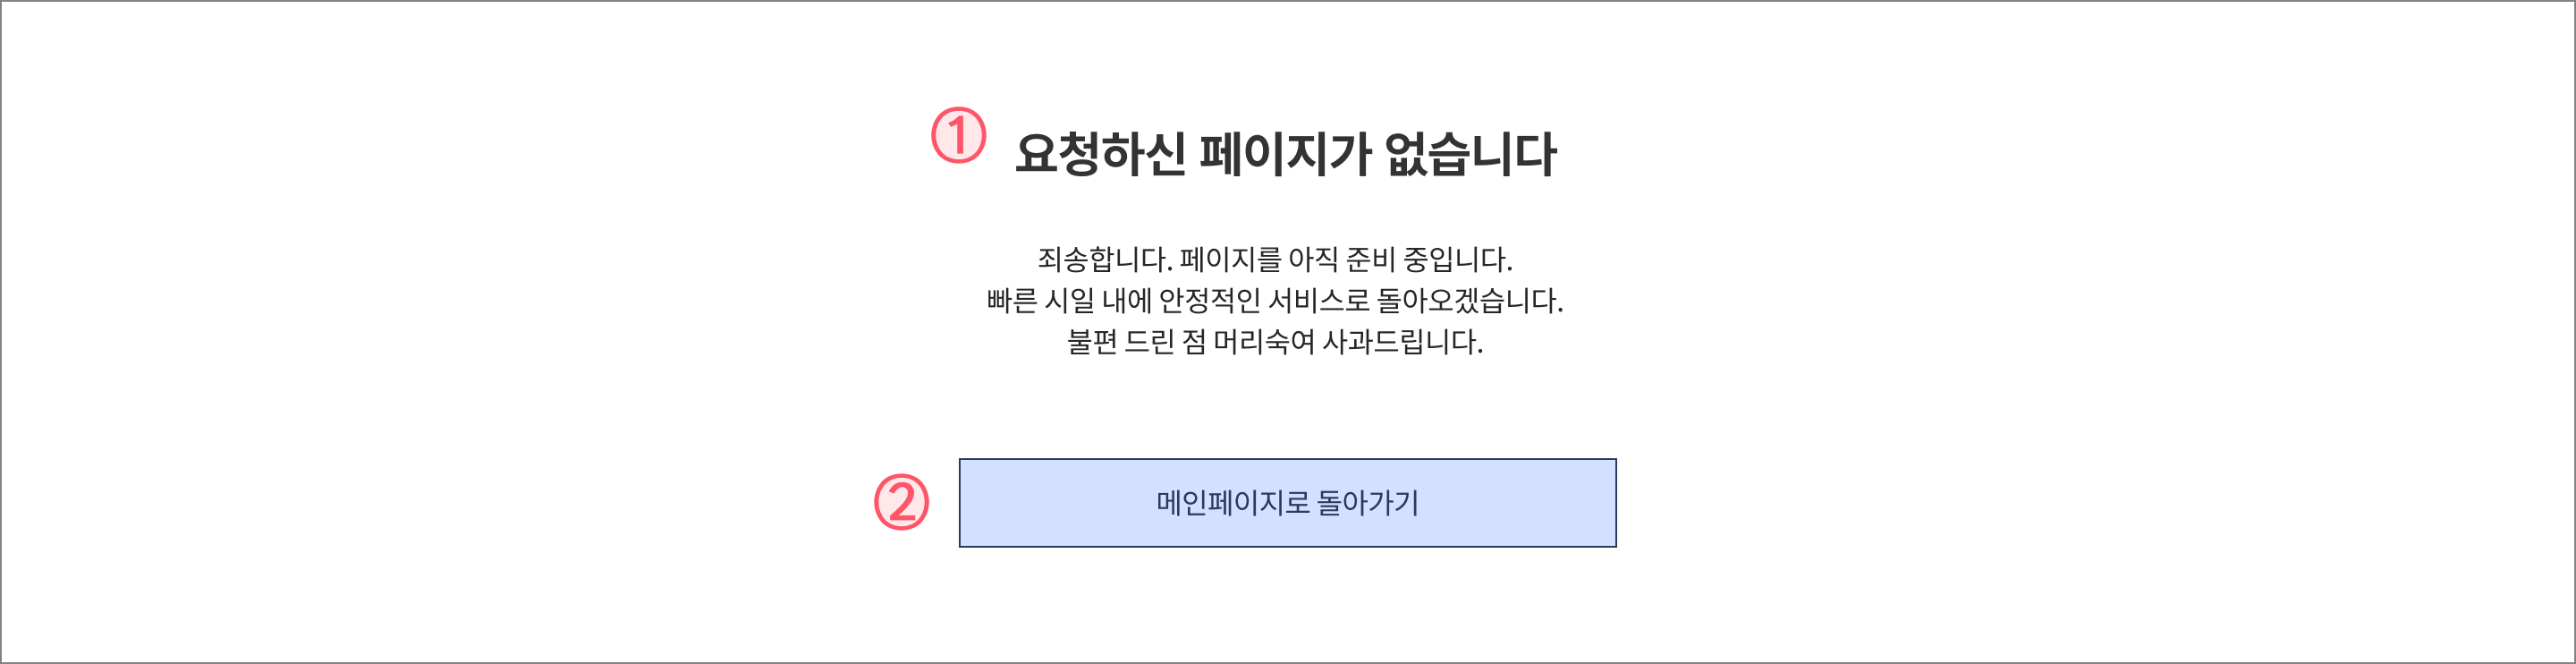 ① 요청하신 페이지가 없습니다
죄송합니다. 페이지를 아직 준비 중입니다.
빠른 시일 내에 안정적인 서비스로 돌아오겠습니다.
불편 드린 점 머리숙여 사과드립니다.
② 메인페이지로 돌아가기